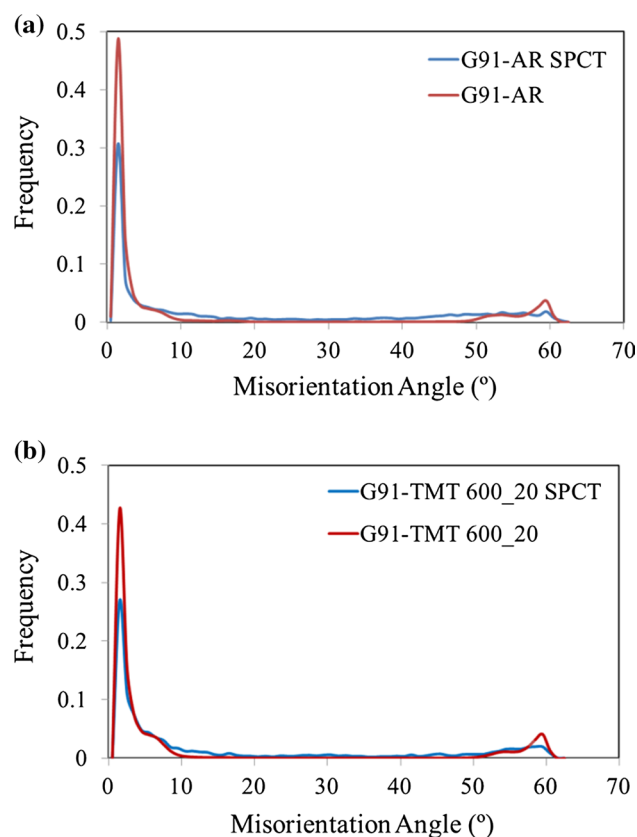 (a)
0.5
0.4
0.3
0.2
0.1
0
Frequency
G91-AR SPCT
G91-AR
0 10 20 30 40 50 60 70
Misorientation Angle (º)
(b)
0.5
0.4
0.3
0.2
0.1
0
Frequency
G91-TMT 600_20 SPCT
G91-TMT 600_20
0 10 20 30 40 50 60 70
Misorientation Angle (º)